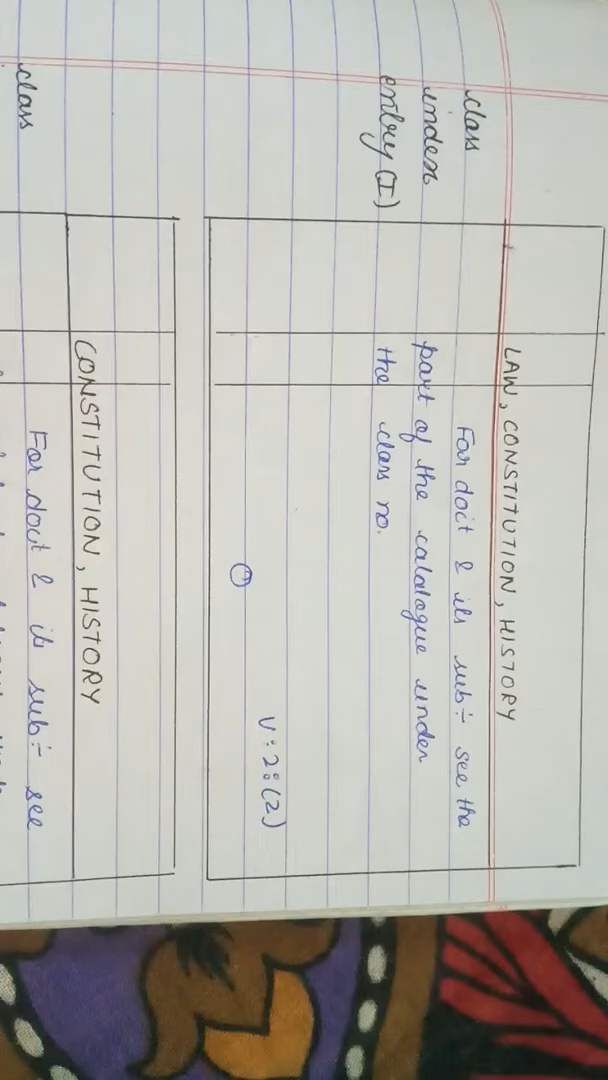 LAW, CONSTITUTION, HISTORY
class
index
entry (I)
For doct & its sub÷ see the
part of the catalogue under
the class no.
V:2:(2)
CONSTITUTION, HISTORY
class
For doct & its sub÷ see